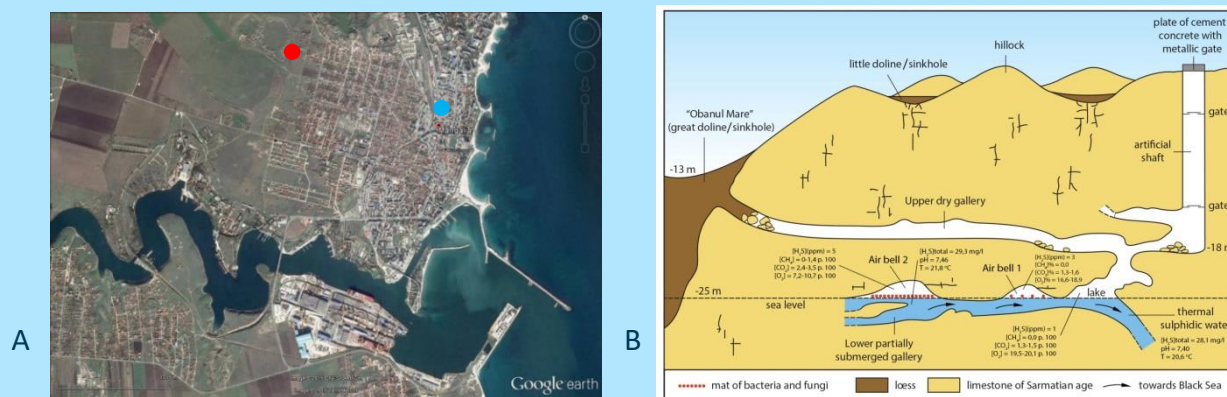 A
Google earth
B
plate of cement
concrete with
metallic gate
hillock
little doline/sinkhole
"Obanul Mare"
(great doline/sinkhole)
gate
artificial
shaft
-13 m
Upper dry gallery
gate
-18 m
[H₂S](ppm) = 5
[CH₄] = 0-1,4 p. 100
[CO₂] = 2,4-3,5 p. 100
[O₂] = 7,2-10,7 p. 100
Air bell 2
[H₂S]total = 29,3 mg/l
pH = 7,46
T = 21,8 °C
Air bell 1
[H₂S](ppm) = 3
[CH₄]% = 0,0
[CO₂]% = 1,3-1,6
[O₂]% = 16,6-18,9
-25 m
sea level
lake
thermal
sulphidic water
Lower partially
submerged gallery
[H₂S](ppm) = 1
[CH₄] = 0,0 p. 100
[CO₂] = 1,3-1,5 p. 100
[O₂] = 19,5-20,1 p. 100
[H₂S]total = 28,1 mg/l
pH = 7,40
T = 20,6 °C
mat of bacteria and fungi
lœss
limestone of Sarmatian age
towards Black Sea